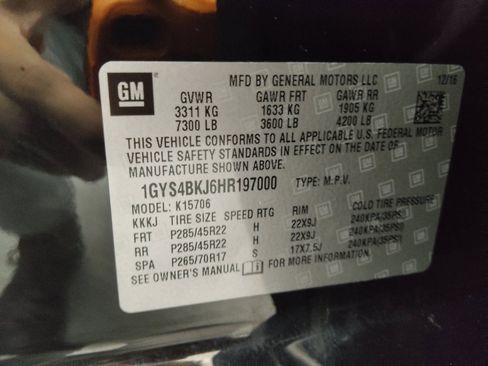 GM
MFD BY GENERAL MOTORS LLC 12/16
GVWR GAWR FRT GAWR RR
3311 KG 1633 KG 1905 KG
7300 LB 3600 LB 4200 LB
THIS VEHICLE CONFORMS TO ALL APPLICABLE U.S. FEDERAL MOTOR
VEHICLE SAFETY STANDARDS IN EFFECT ON THE DATE OF
MANUFACTURE SHOWN ABOVE.
1GYS4BKJ6HR197000 TYPE: M.P.V.
MODEL: K15706
KKKJ TIRE SIZE SPEED RTG RIM COLD TIRE PRESSURE
FRT P285/45R22 H 22X9J 240KPA/35PSI
RR P285/45R22 H 22X9J 240KPA/35PSI
SPA P265/70R17 S 17X7.5J 240KPA/35PSI
SEE OWNER'S MANUAL FOR MORE INFORMATION